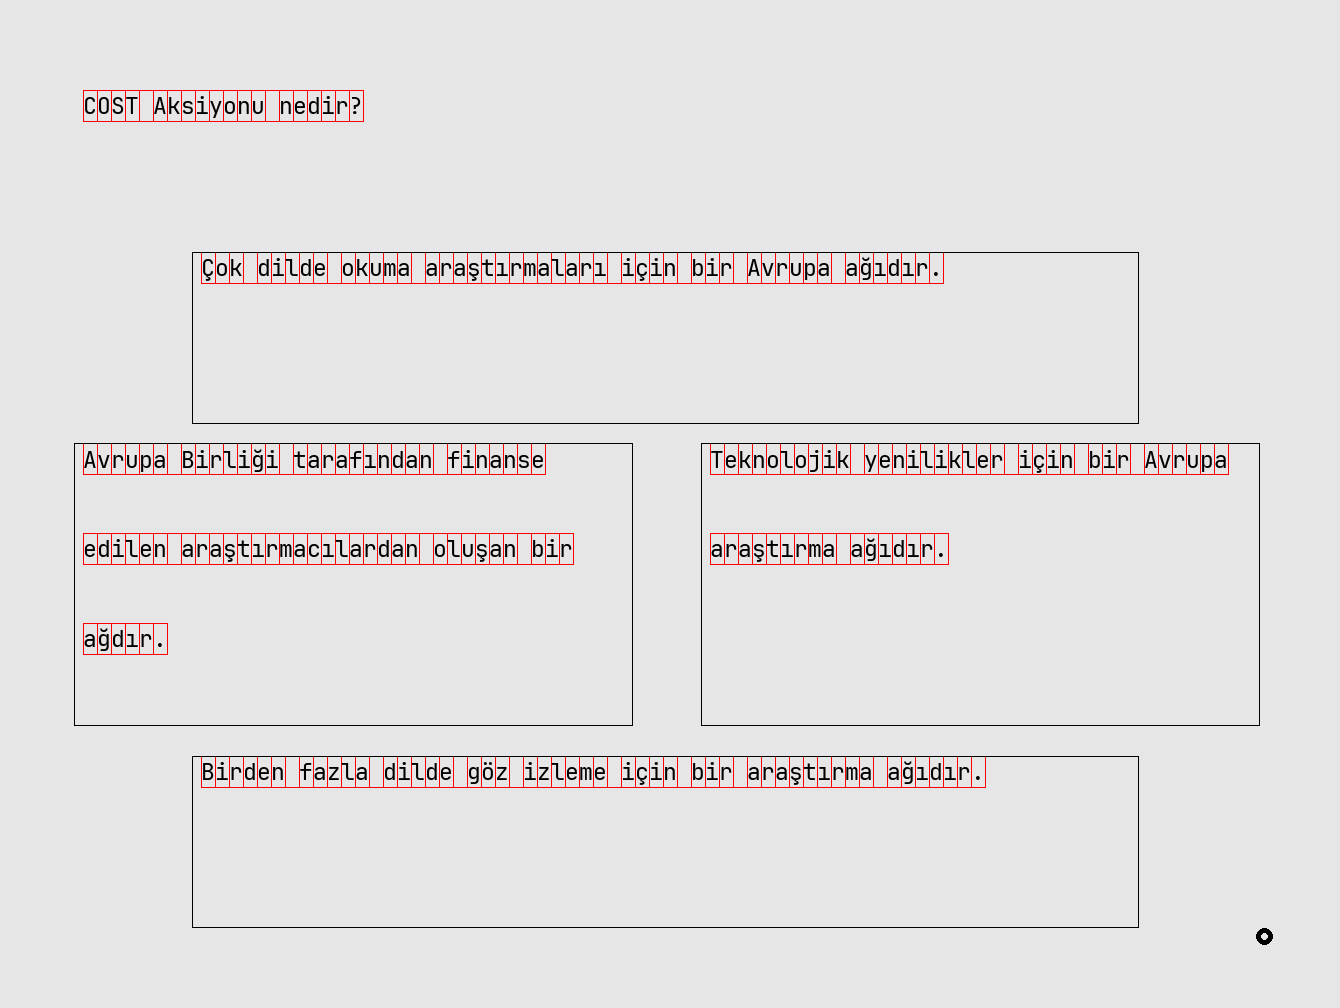 COST Aksiyonu nedir?
Çok dilde okuma araştırmaları için bir Avrupa ağıdır.
Avrupa Birliği tarafından finanse
edilen araştırmacılardan oluşan bir
ağdır.
Teknolojik yenilikler için bir Avrupa
araştırma ağıdır.
Birden fazla dilde göz izleme için bir araştırma ağıdır.